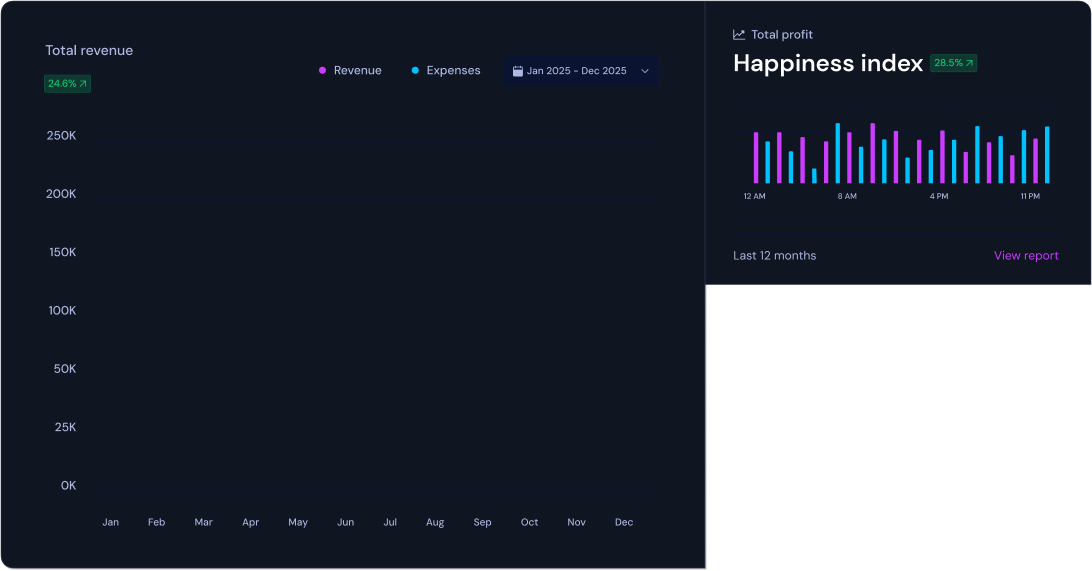 Total revenue
24.6%
Revenue
Expenses
Jan 2025 - Dec 2025
250K
200K
150K
100K
50K
25K
0K
Jan Feb Mar Apr May Jun Jul Aug Sep Oct Nov Dec
Total profit
Happiness index 28.5%
12 AM 8 AM 4 PM 11 PM
Last 12 months View report